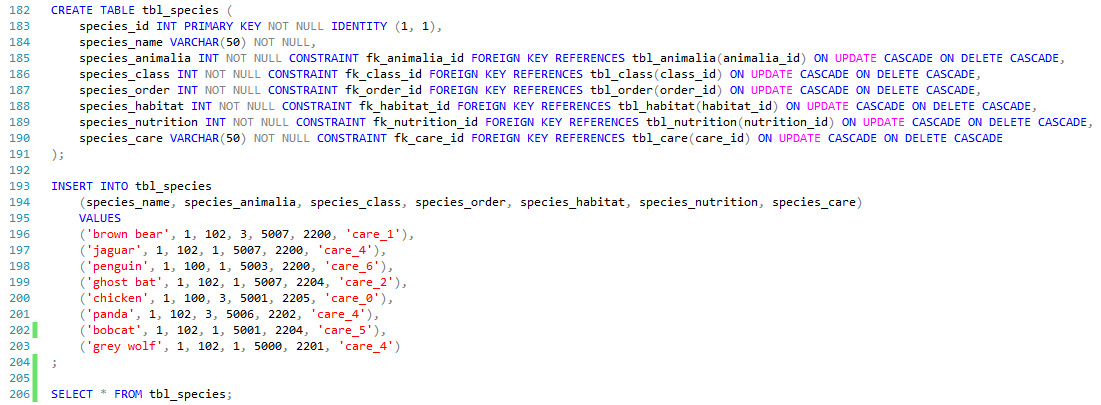 182 CREATE TABLE tbl_species (
183 species_id INT PRIMARY KEY NOT NULL IDENTITY (1, 1),
184 species_name VARCHAR(50) NOT NULL,
185 species_animalia INT NOT NULL CONSTRAINT fk_animalia_id FOREIGN KEY REFERENCES tbl_animalia(animalia_id) ON UPDATE CASCADE ON DELETE CASCADE,
186 species_class INT NOT NULL CONSTRAINT fk_class_id FOREIGN KEY REFERENCES tbl_class(class_id) ON UPDATE CASCADE ON DELETE CASCADE,
187 species_order INT NOT NULL CONSTRAINT fk_order_id FOREIGN KEY REFERENCES tbl_order(order_id) ON UPDATE CASCADE ON DELETE CASCADE,
188 species_habitat INT NOT NULL CONSTRAINT fk_habitat_id FOREIGN KEY REFERENCES tbl_habitat(habitat_id) ON UPDATE CASCADE ON DELETE CASCADE,
189 species_nutrition INT NOT NULL CONSTRAINT fk_nutrition_id FOREIGN KEY REFERENCES tbl_nutrition(nutrition_id) ON UPDATE CASCADE ON DELETE CASCADE,
190 species_care VARCHAR(50) NOT NULL CONSTRAINT fk_care_id FOREIGN KEY REFERENCES tbl_care(care_id) ON UPDATE CASCADE ON DELETE CASCADE
191 );
192
193 INSERT INTO tbl_species
194 (species_name, species_animalia, species_class, species_order, species_habitat, species_nutrition, species_care)
195 VALUES
196 ('brown bear', 1, 102, 3, 5007, 2200, 'care_1'),
197 ('jaguar', 1, 102, 1, 5007, 2200, 'care_4'),
198 ('penguin', 1, 100, 1, 5003, 2200, 'care_6'),
199 ('ghost bat', 1, 102, 1, 5007, 2204, 'care_2'),
200 ('chicken', 1, 100, 3, 5001, 2205, 'care_0'),
201 ('panda', 1, 102, 3, 5006, 2202, 'care_4'),
202 ('bobcat', 1, 102, 1, 5001, 2204, 'care_5'),
203 ('grey wolf', 1, 102, 1, 5000, 2201, 'care_4')
204 ;
205
206 SELECT * FROM tbl_species;